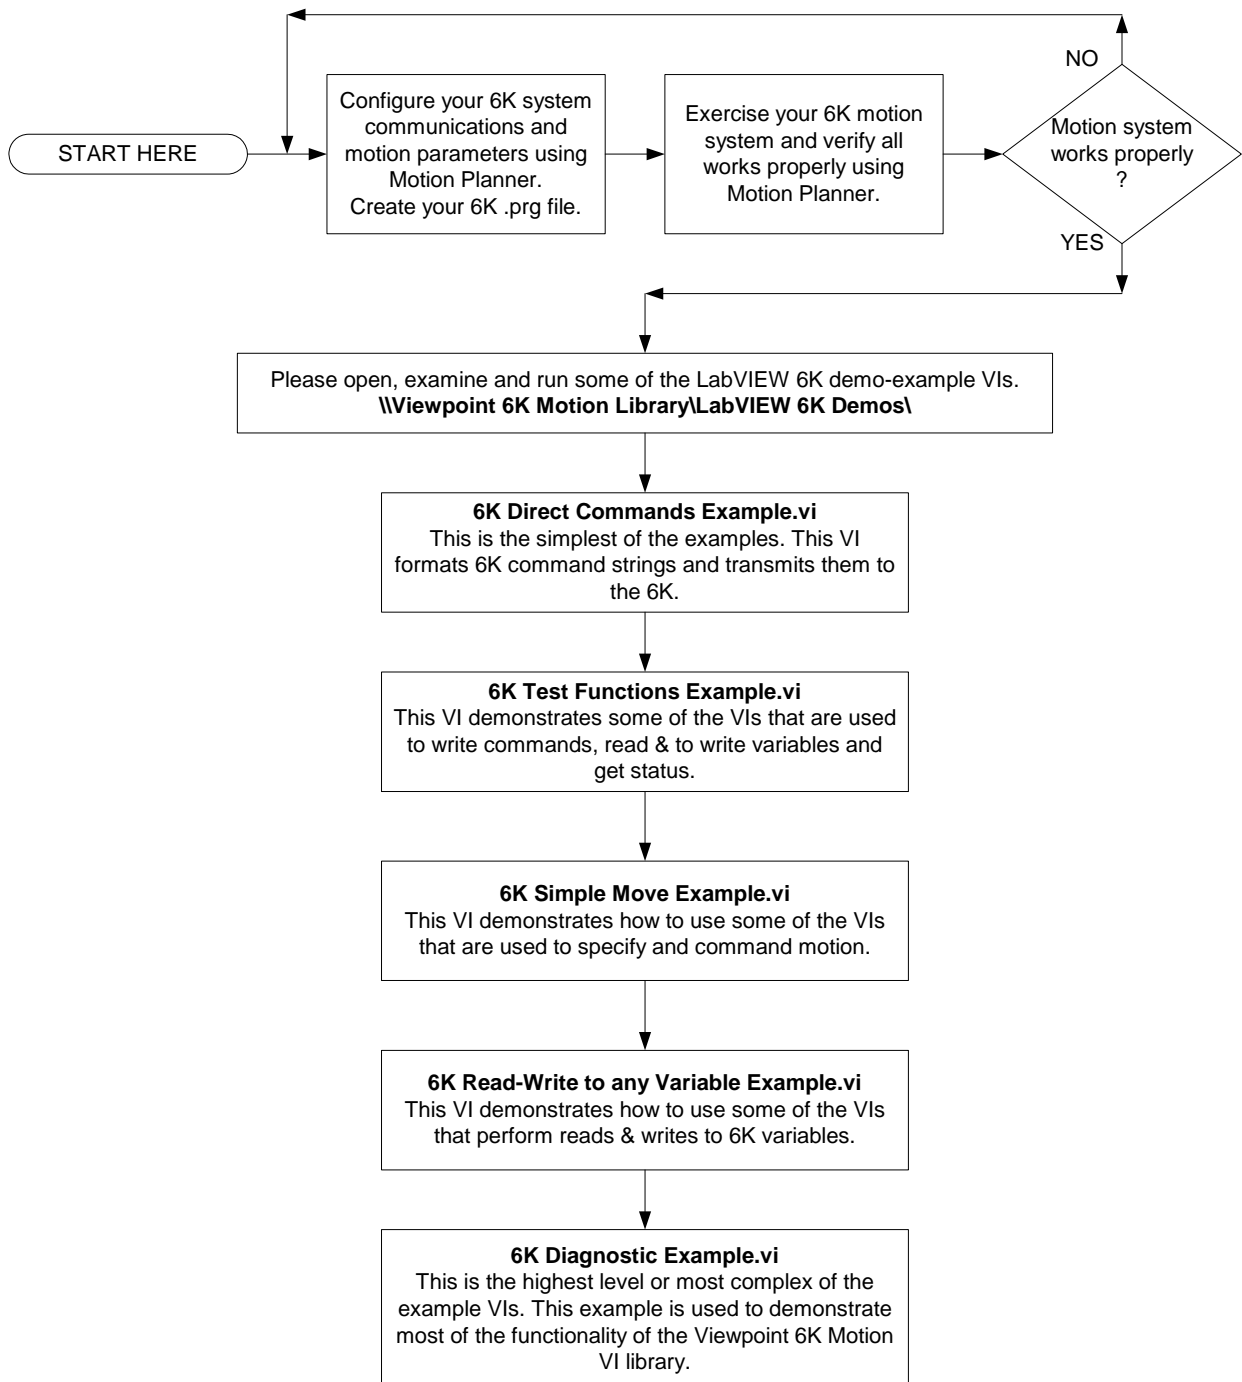 START HERE
Configure your 6K system
communications and
motion parameters using
Motion Planner.
Create your 6K .prg file.
Exercise your 6K motion
system and verify all
works properly using
Motion Planner.
NO
Motion system
works properly
?
YES
Please open, examine and run some of the LabVIEW 6K demo-example VIs.
\\Viewpoint 6K Motion Library\LabVIEW 6K Demos\
6K Direct Commands Example.vi
This is the simplest of the examples. This VI
formats 6K command strings and transmits them to
the 6K.
6K Test Functions Example.vi
This VI demonstrates some of the VIs that are used
to write commands, read & to write variables and
get status.
6K Simple Move Example.vi
This VI demonstrates how to use some of the VIs
that are used to specify and command motion.
6K Read-Write to any Variable Example.vi
This VI demonstrates how to use some of the VIs
that perform reads & writes to 6K variables.
6K Diagnostic Example.vi
This is the highest level or most complex of the
example VIs. This example is used to demonstrate
most of the functionality of the Viewpoint 6K Motion
VI library.